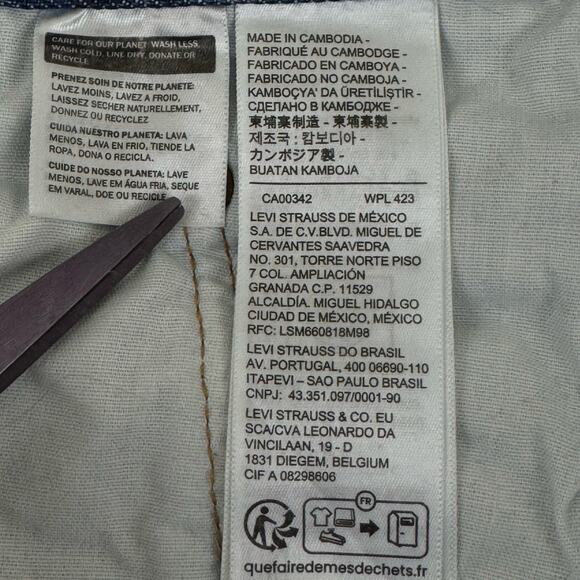 CARE FOR OUR PLANET: WASH LESS,
WASH COLD, LINE DRY, DONATE OR
RECYCLE.
PRENEZ SOIN DE NOTRE PLANETE:
LAVEZ MOINS, LAVEZ A FROID,
LAISSEZ SECHER NATURELLEMENT,
DONNEZ OU RECYCLEZ
CUIDA NUESTRO PLANETA: LAVA
MENOS, LAVA EN FRIO, TIENDE LA
ROPA, DONA O RECICLA.
CUIDE DO NOSSO PLANETA: LAVE
MENOS, LAVE EM ÁGUA FRIA, SEQUE
EM VARAL, DOE OU RECICLE.
MADE IN CAMBODIA -
FABRIQUÉ AU CAMBODGE -
FABRICADO EN CAMBOYA -
FABRICADO NO CAMBOJA -
KAMBOÇYA'DA ÜRETİLİŞTİR -
СДЕЛАНО В КАМБОДЖЕ -
柬埔寨制造 - 柬埔寨製 -
제조국 : 캄보디아 -
カンボジア製 -
BUATAN KAMBOJA
CA00342 WPL 423
LEVI STRAUSS DE MÉXICO
S.A. DE C.V.BLVD. MIGUEL DE
CERVANTES SAAVEDRA
NO. 301, TORRE NORTE PISO
7 COL. AMPLIACIÓN
GRANADA C.P. 11529
ALCALDÍA. MIGUEL HIDALGO
CIUDAD DE MÉXICO, MÉXICO
RFC: LSM660818M98
LEVI STRAUSS DO BRASIL
AV. PORTUGAL, 400 06690-110
ITAPEVI – SAO PAULO BRASIL
CNPJ: 43.351.097/0001-90
LEVI STRAUSS & CO. EU
SCA/CVA LEONARDO DA
VINCILAAN, 19 - D
1831 DIEGEM, BELGIUM
CIF A 08298606
FR
quefairedemesdechets.fr